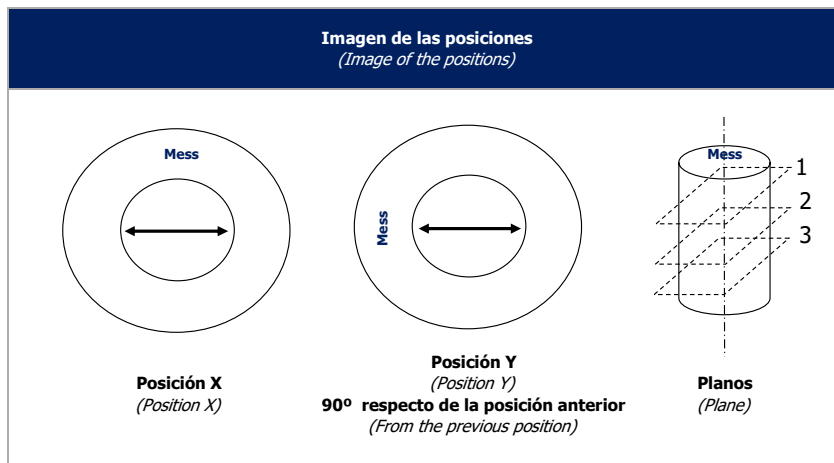 Imagen de las posiciones
(Image of the positions)
Mess
Mess
Mess
1
2
3
Posición X
(Position X)
Posición Y
(Position Y)
90º respecto de la posición anterior
(From the previous position)
Planos
(Plane)